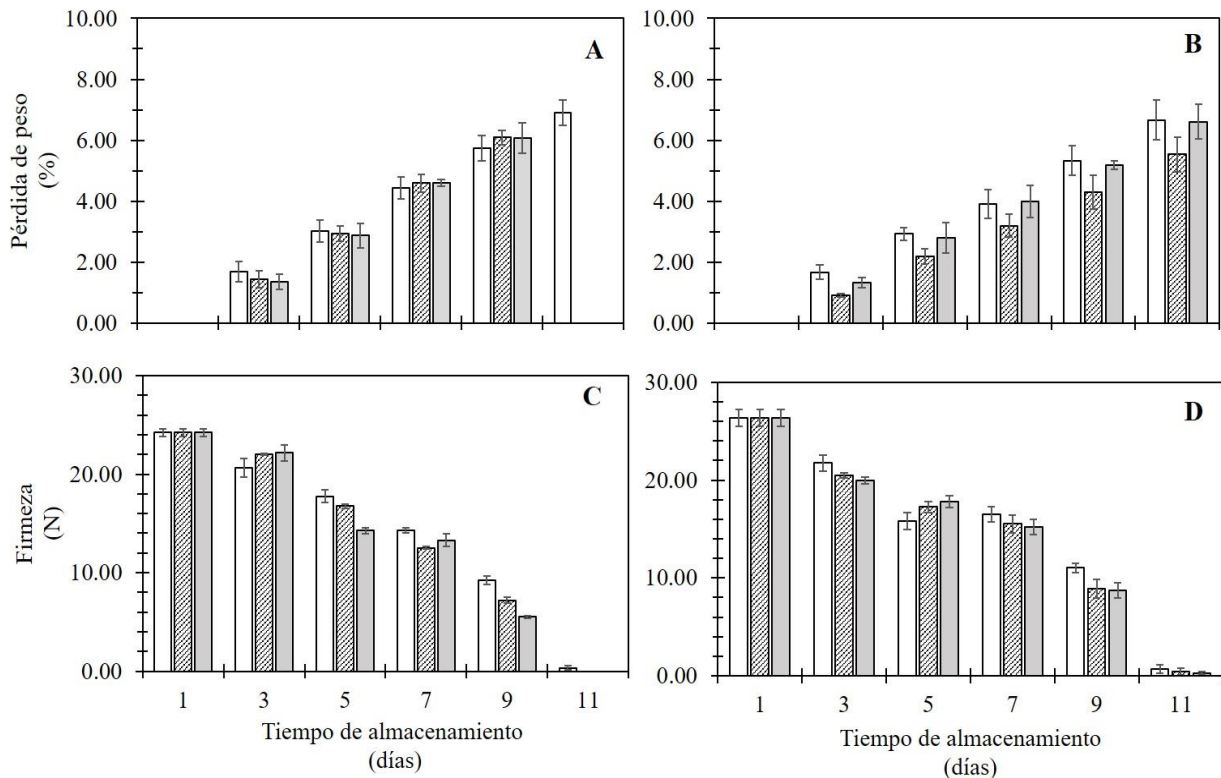 Pérdida de peso
(%)
10.00
8.00
6.00
4.00
2.00
0.00
A
10.00
8.00
6.00
4.00
2.00
0.00
B
Firmeza
(N)
30.00
20.00
10.00
0.00
C
1 3 5 7 9 11
Tiempo de almacenamiento
(días)
30.00
20.00
10.00
0.00
D
1 3 5 7 9 11
Tiempo de almacenamiento
(días)